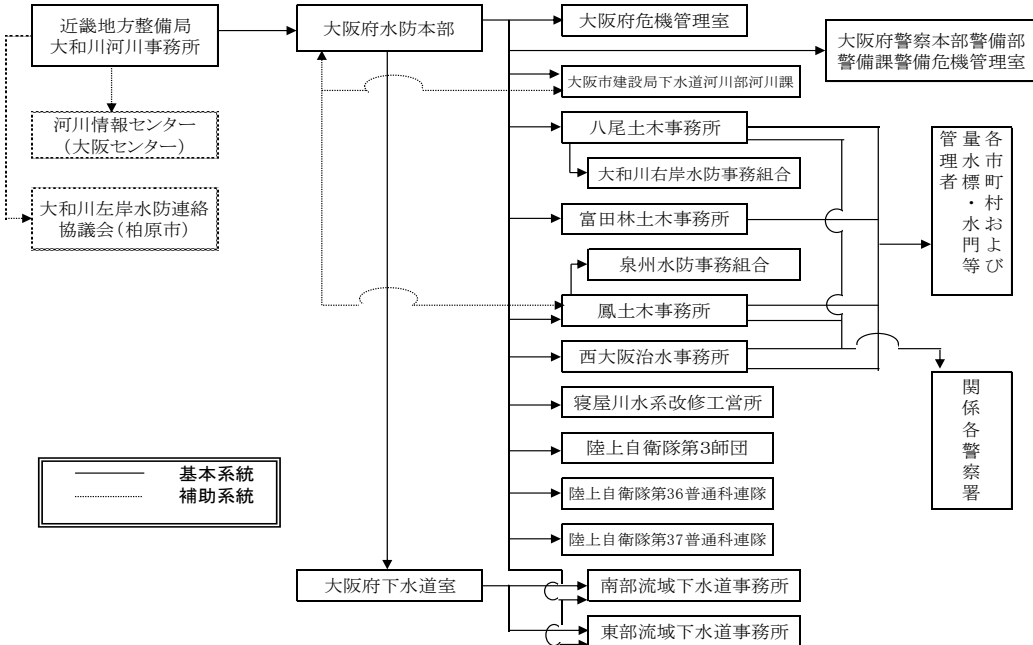 近畿地方整備局
大和川河川事務所
河川情報センター
（大阪センター）
大和川左岸水防連絡
協議会（柏原市）
大阪府水防本部
大阪府危機管理室
大阪府警察本部警備部
警備課警備危機管理室
大阪市建設局下水道河川部河川課
八尾土木事務所
大和川右岸水防事務組合
富田林土木事務所
泉州水防事務組合
鳳土木事務所
西大阪治水事務所
寝屋川水系改修工営所
陸上自衛隊第3師団
陸上自衛隊第36普通科連隊
陸上自衛隊第37普通科連隊
各市町村および
量水標・水門等
管理者
関係各警察署
基本系統
補助系統
大阪府下水道室
南部流域下水道事務所
東部流域下水道事務所